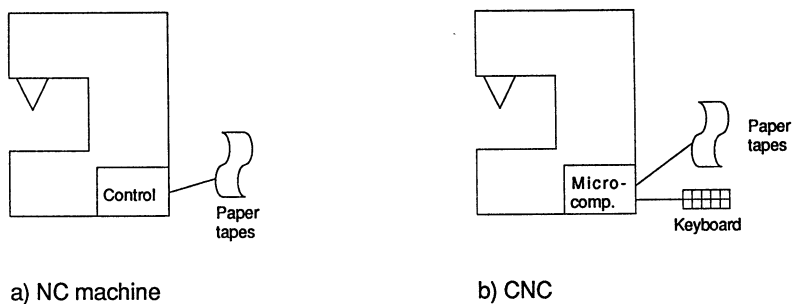 Control
Paper
tapes
a) NC machine
Micro-
comp.
Paper
tapes
Keyboard
b) CNC